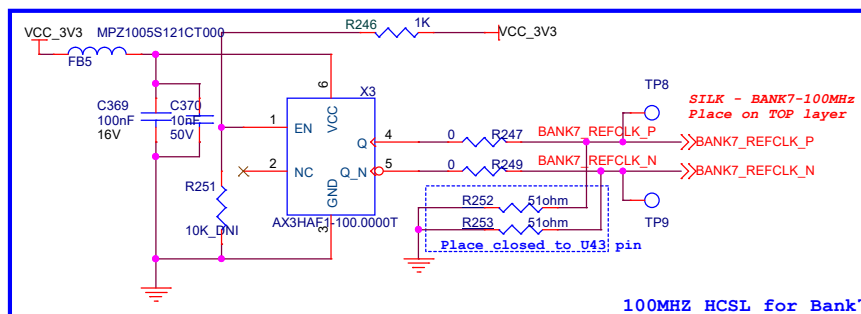 R246 1K
VCC_3V3 MPZ1005S121CT000 VCC_3V3
FB5
X3
TP8
C369 C370
100nF 10nF
16V 50V
6
VCC
1 EN
2 NC
Q 4
Q_N 5
GND
3
0 R247 BANK7_REFCLK_P
BANK7_REFCLK_P
0 R249 BANK7_REFCLK_N
BANK7_REFCLK_N
SILK - BANK7-100MHz
Place on TOP layer
R251
10K_DNI
AX3HAF1-100.0000T
R252 51ohm
R253 51ohm
Place closed to U43 pin
TP9
100MHZ HCSL for Bank7